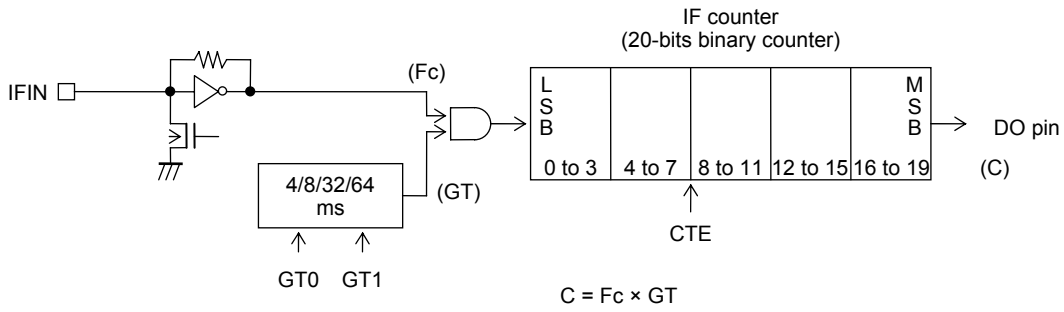 IF counter
(20-bits binary counter)
IFIN
(Fc)
L
S
B
M
S
B
DO pin
0 to 3
4 to 7
8 to 11
12 to 15
16 to 19
(C)
4/8/32/64
ms
(GT)
CTE
GT0
GT1
C = Fc × GT